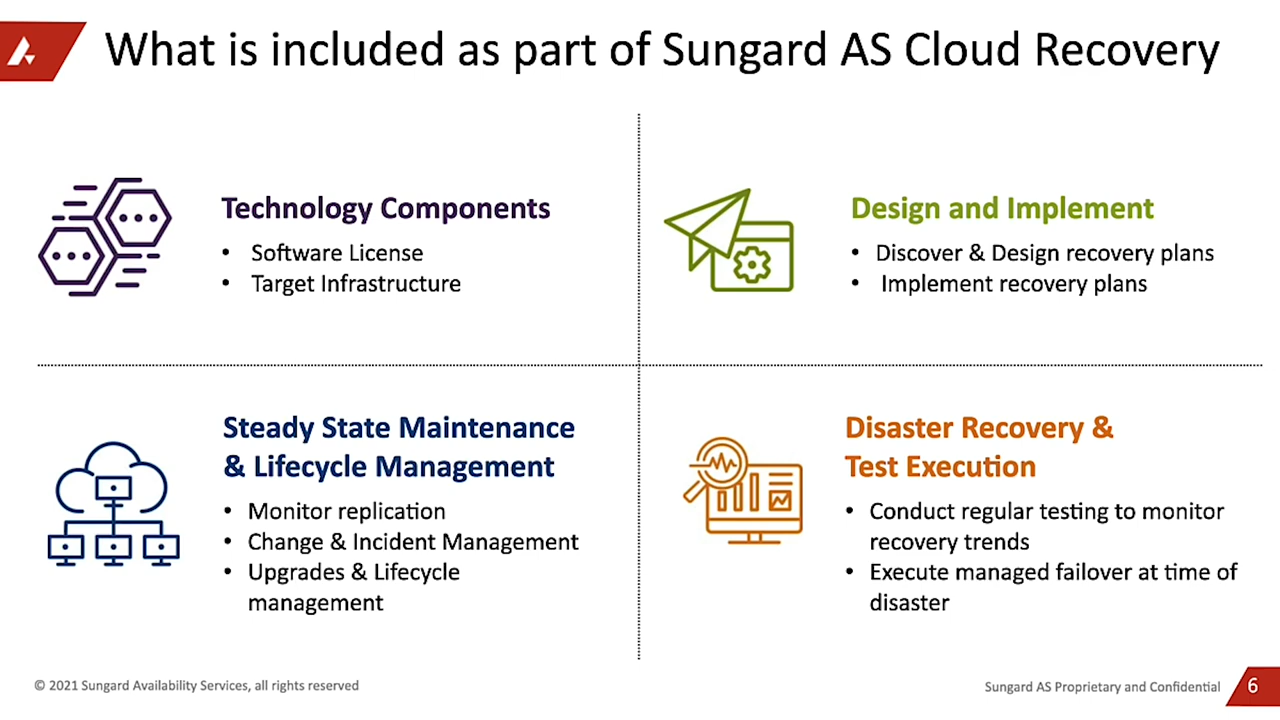 What is included as part of Sungard AS Cloud Recovery
Technology Components
• Software License
• Target Infrastructure
Design and Implement
• Discover & Design recovery plans
• Implement recovery plans
Steady State Maintenance
& Lifecycle Management
• Monitor replication
• Change & Incident Management
• Upgrades & Lifecycle
management
Disaster Recovery &
Test Execution
• Conduct regular testing to monitor
recovery trends
• Execute managed failover at time of
disaster
© 2021 Sungard Availability Services, all rights reserved
Sungard AS Proprietary and Confidential
6